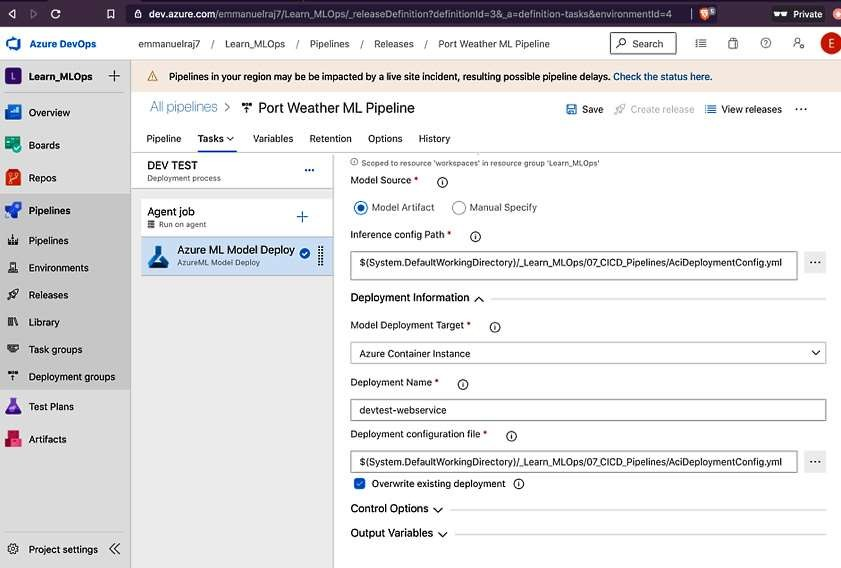 dev.azure.com/emmanuelraj7/Learn_MLOps/_releaseDefinition?definitionId=3&_a=definition-tasks&environmentId=4
Private
Azure DevOps
emmanuelraj7 / Learn_MLOps / Pipelines / Releases / Port Weather ML Pipeline
Search
E
L Learn_MLOps
Pipelines in your region may be be impacted by a live site incident, resulting possible pipeline delays. Check the status here.
Overview
Boards
Repos
Pipelines
Pipelines
Environments
Releases
Library
Task groups
Deployment groups
Test Plans
Artifacts
Project settings
All pipelines > Port Weather ML Pipeline
Save
Create release
View releases
Pipeline Tasks Variables Retention Options History
DEV TEST
Deployment process
Agent job
Run on agent
Azure ML Model Deploy
AzureML Model Deploy
Scoped to resource 'workspaces' in resource group 'Learn_MLOps'
Model Source *
Model Artifact Manual Specify
Inference config Path *
$(System.DefaultWorkingDirectory)/_Learn_MLOps/07_CICD_Pipelines/AciDeploymentConfig.yml
Deployment Information
Model Deployment Target *
Azure Container Instance
Deployment Name *
devtest-webservice
Deployment configuration file *
$(System.DefaultWorkingDirectory)/_Learn_MLOps/07_CICD_Pipelines/AciDeploymentConfig.yml
Overwrite existing deployment
Control Options
Output Variables